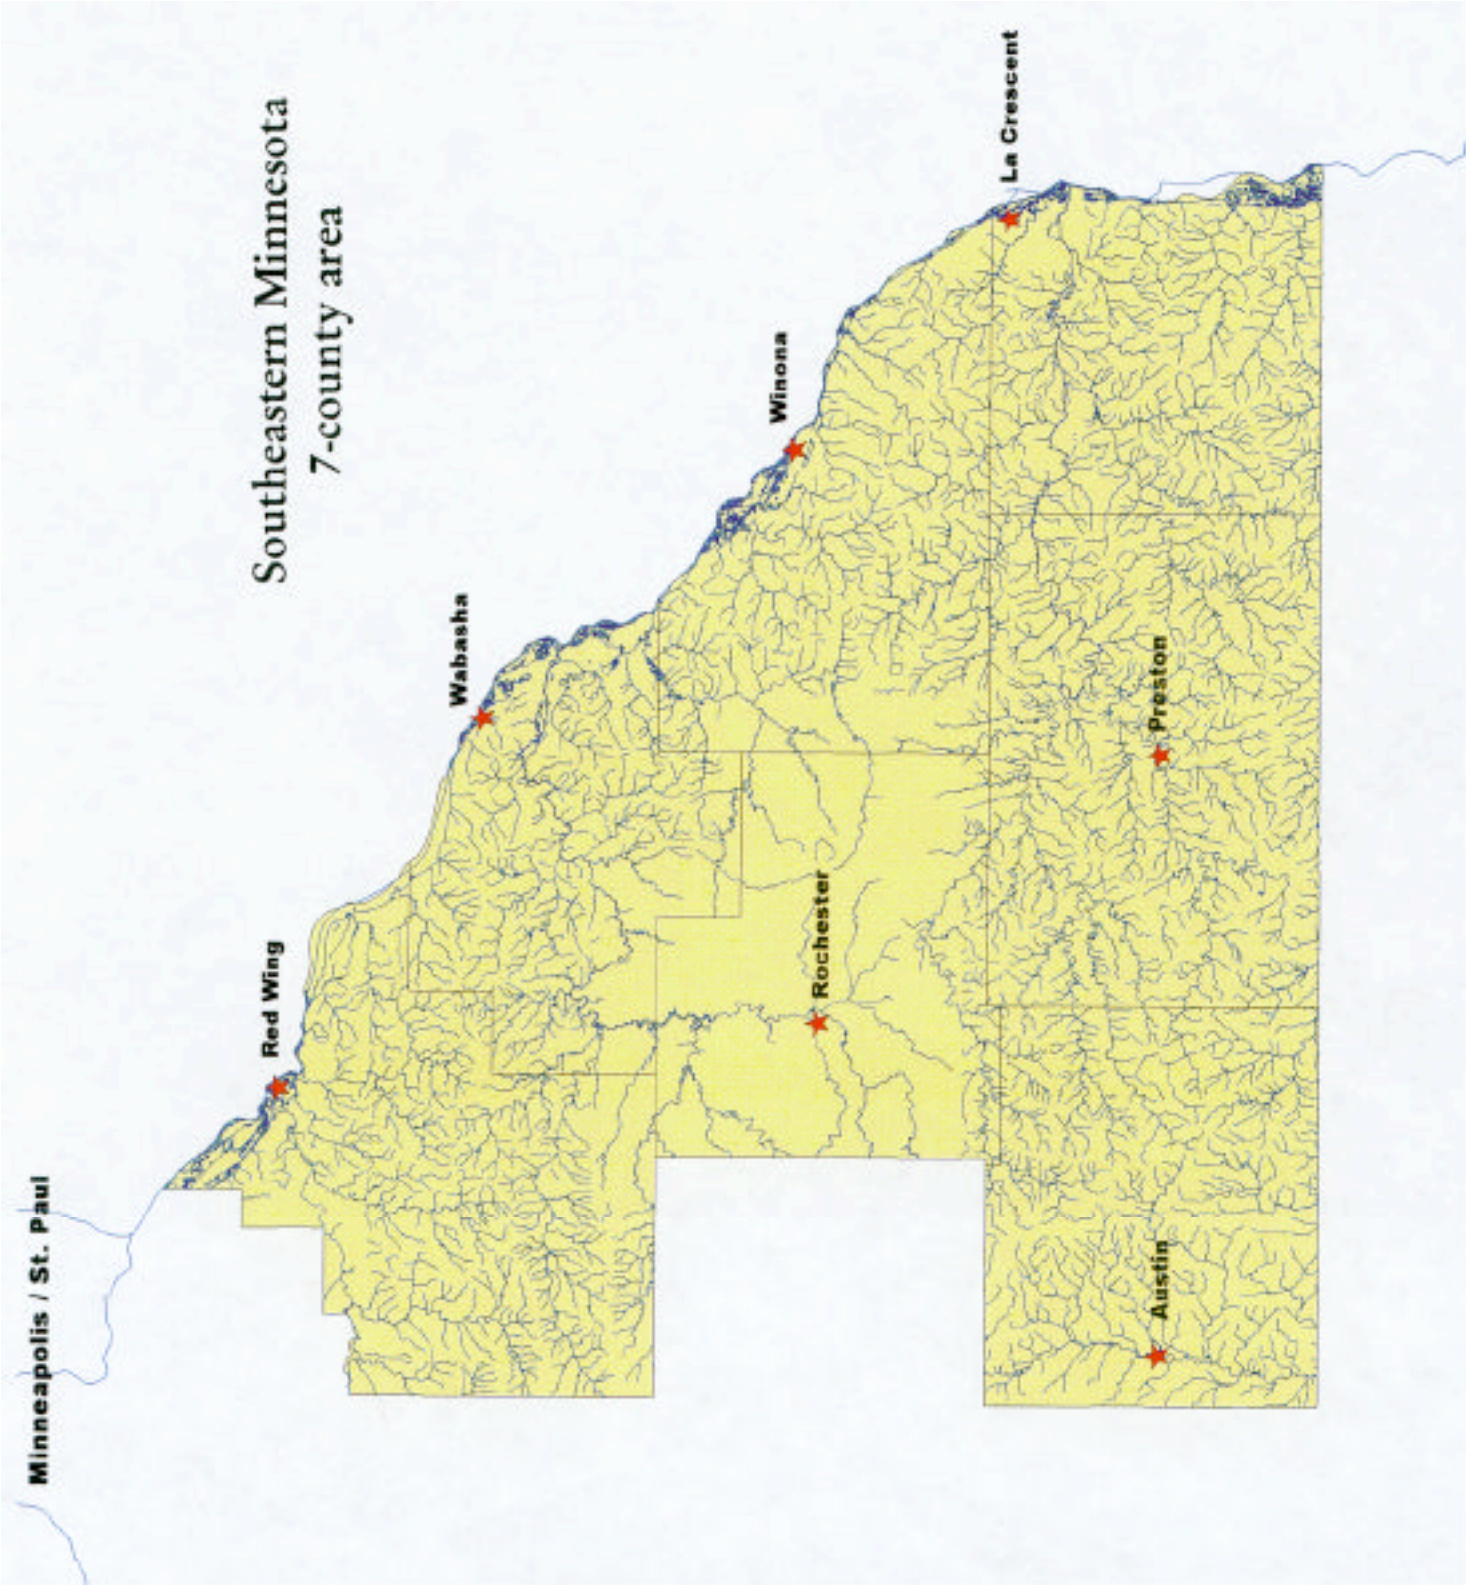 Southeastern Minnesota
7-county area
Minneapolis / St. Paul
Red Wing
Wabasha
Winona
La Crescent
Rochester
Preston
Austin